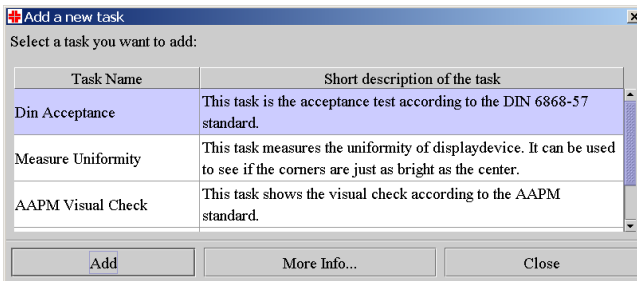 Add a new task
Select a task you want to add:
Task Name
Short description of the task
Din Acceptance
This task is the acceptance test according to the DIN 6868-57
standard.
Measure Uniformity
This task measures the uniformity of displaydevice. It can be used
to see if the corners are just as bright as the center.
AAPM Visual Check
This task shows the visual check according to the AAPM
standard.
Add
More Info...
Close